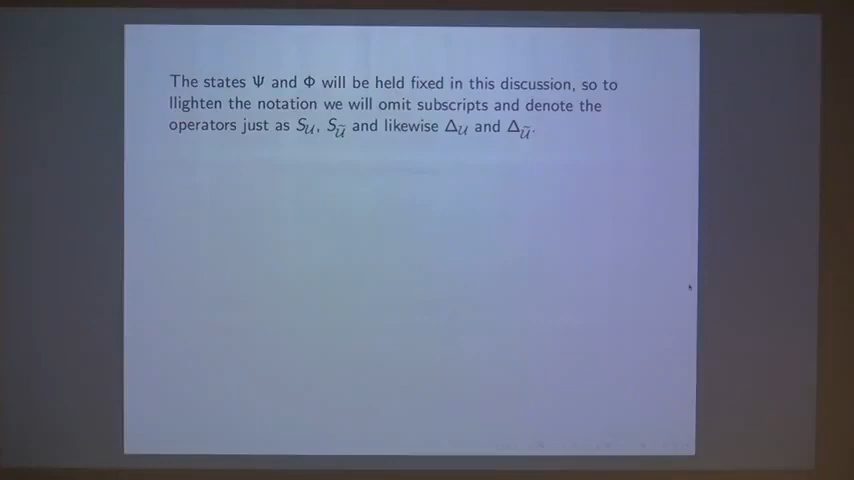 The states Ψ and Φ will be held fixed in this discussion, so to
llighten the notation we will omit subscripts and denote the
operators just as S_𝒰, S_𝒰̃ and likewise Δ_𝒰 and Δ_𝒰̃.